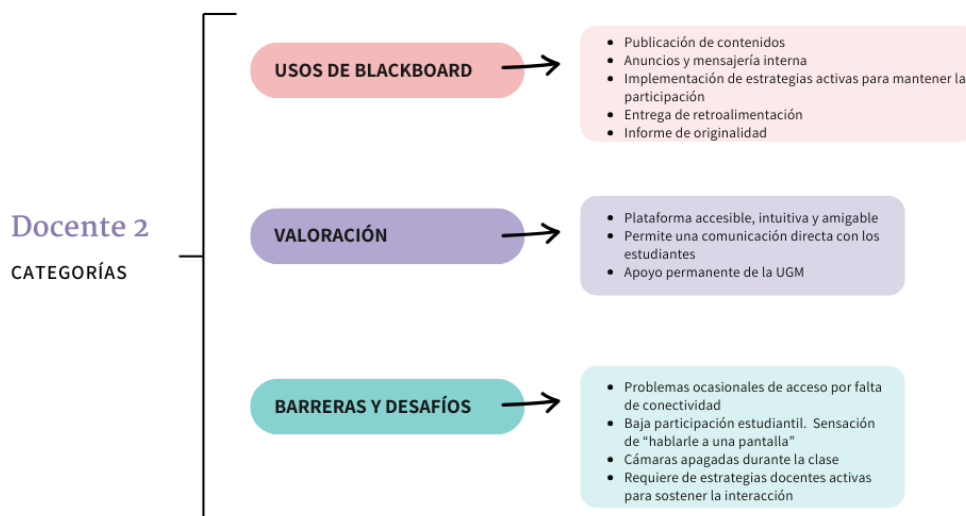 Docente 2
CATEGORÍAS
USOS DE BLACKBOARD
• Publicación de contenidos
• Anuncios y mensajería interna
• Implementación de estrategias activas para mantener la
participación
• Entrega de retroalimentación
• Informe de originalidad
VALORACIÓN
• Plataforma accesible, intuitiva y amigable
• Permite una comunicación directa con los
estudiantes
• Apoyo permanente de la UGM
BARRERAS Y DESAFÍOS
• Problemas ocasionales de acceso por falta
de conectividad
• Baja participación estudiantil. Sensación
de “hablarle a una pantalla”
• Cámaras apagadas durante la clase
• Requiere de estrategias docentes activas
para sostener la interacción